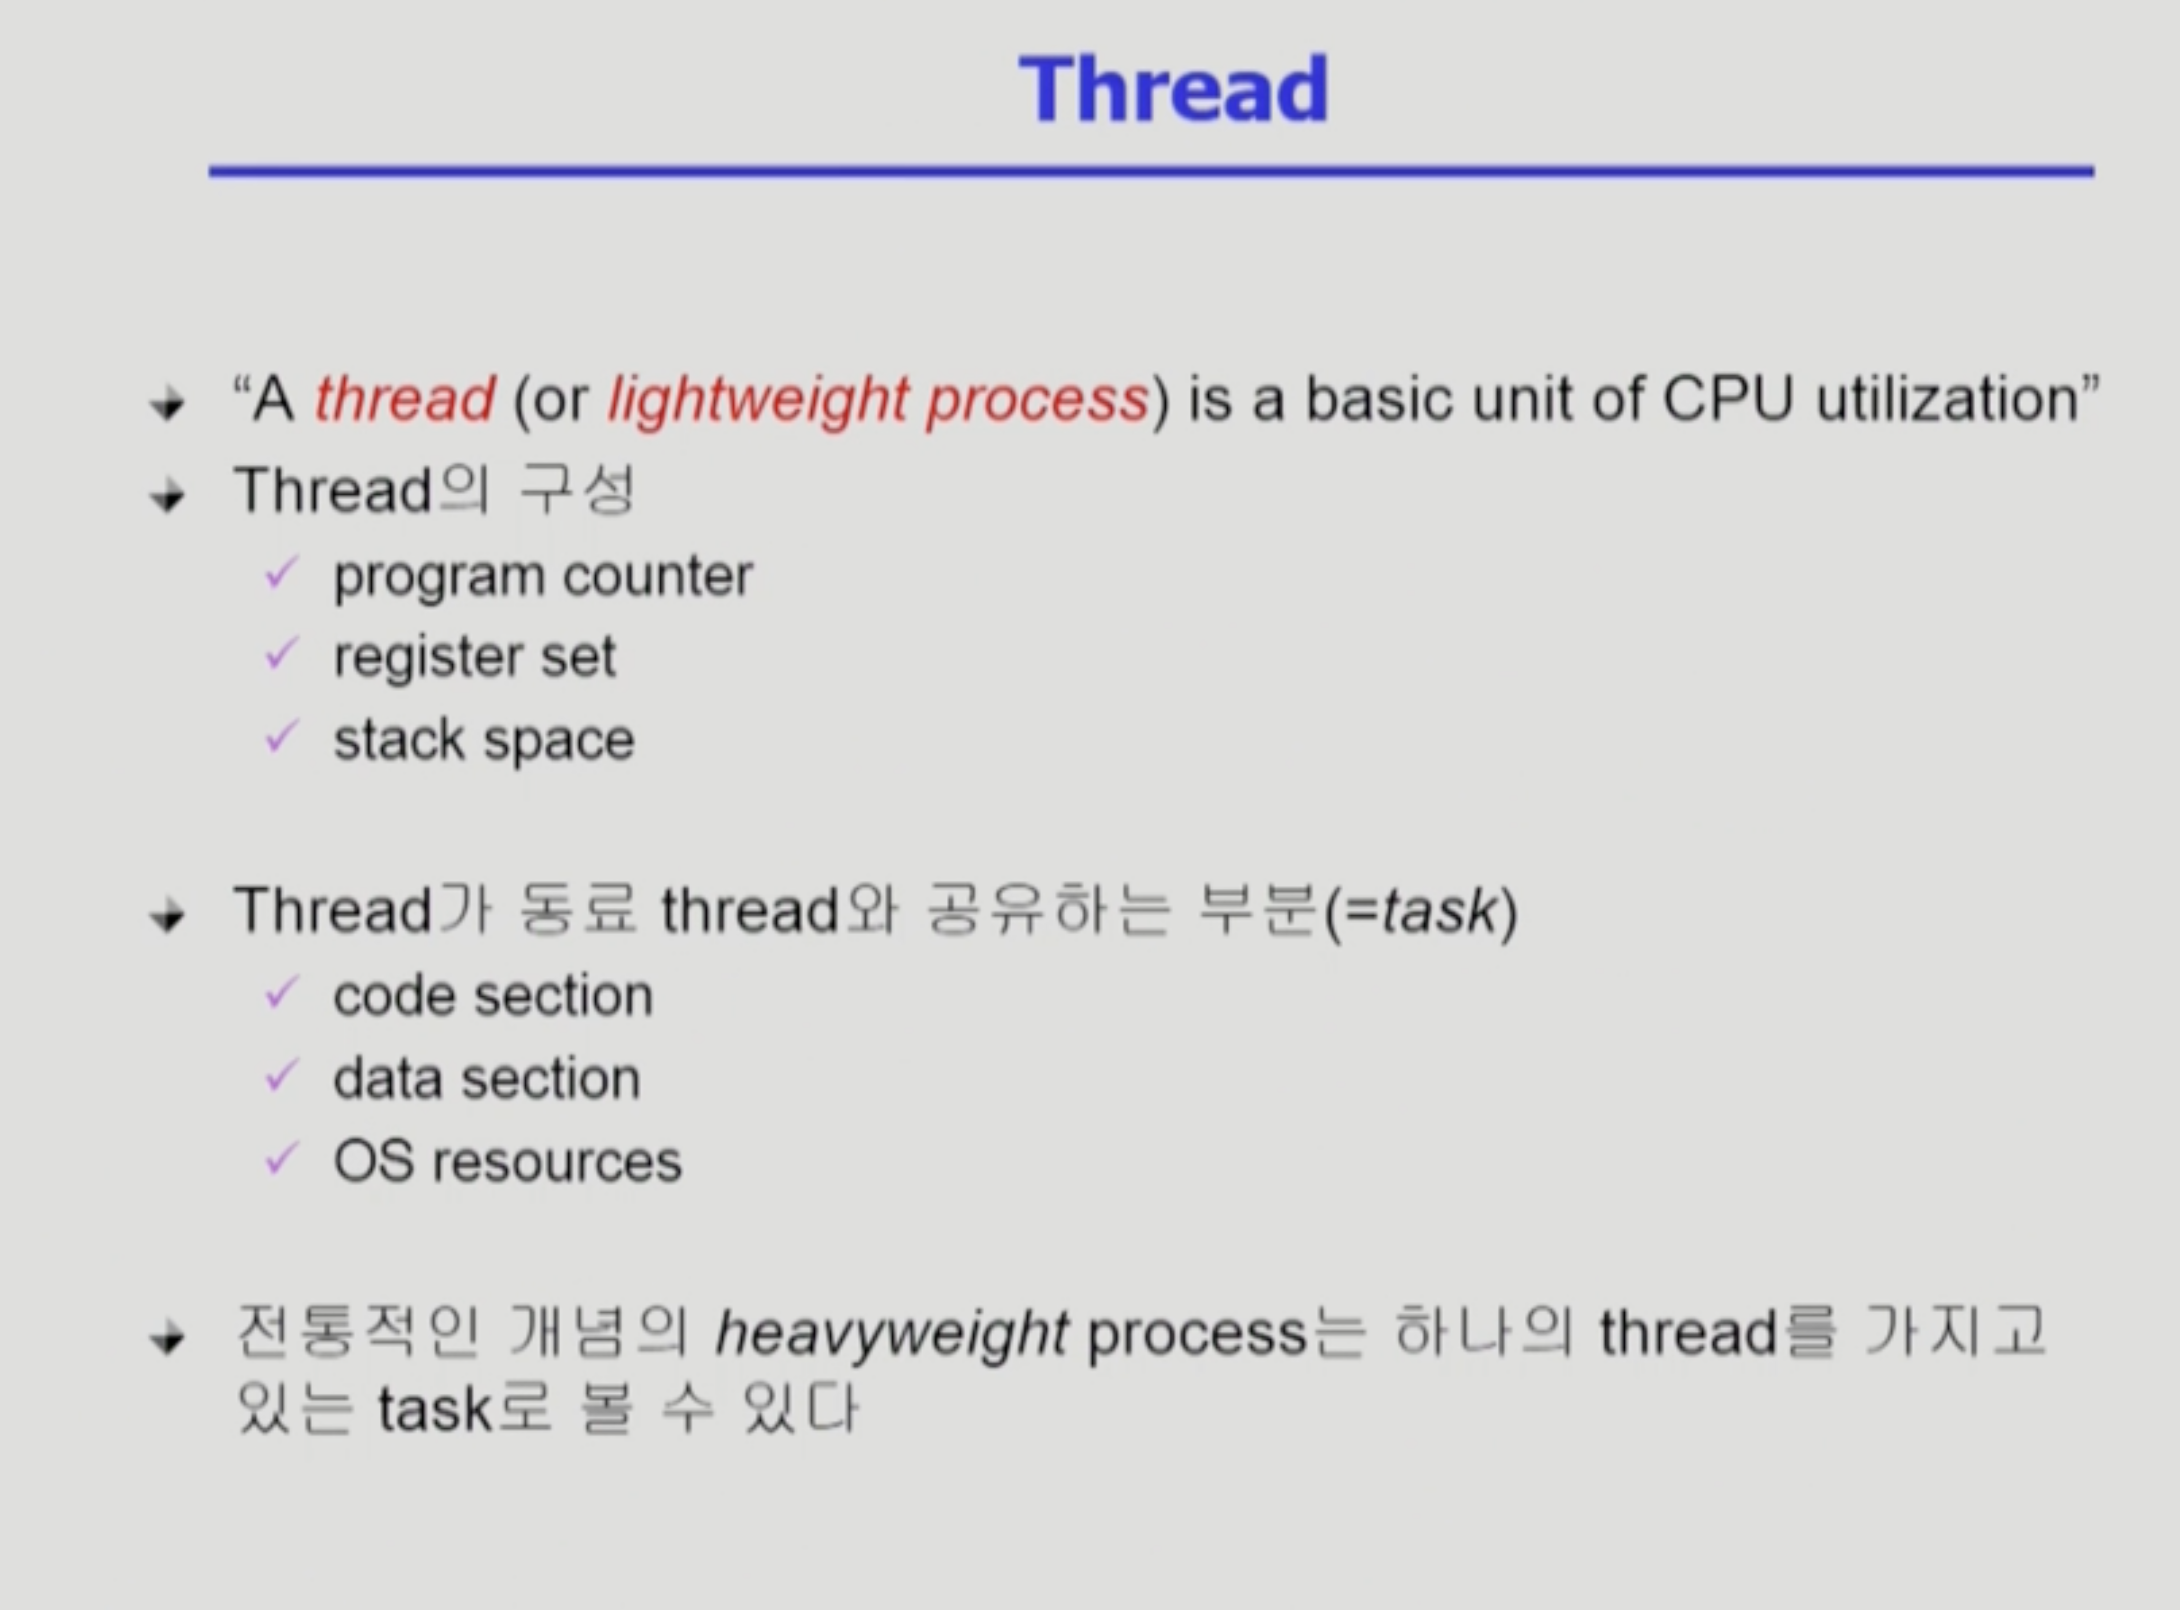 Thread
“A thread (or lightweight process) is a basic unit of CPU utilization”
Thread의 구성
program counter
register set
stack space
Thread가 동료 thread와 공유하는 부분(=task)
code section
data section
OS resources
전통적인 개념의 heavyweight process는 하나의 thread를 가지고
있는 task로 볼 수 있다